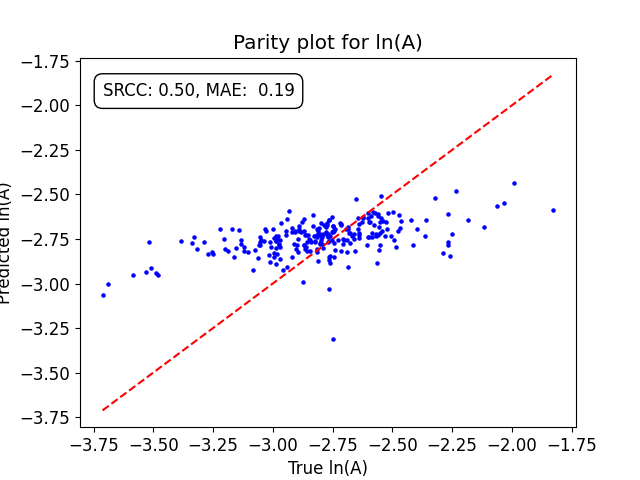 Parity plot for ln(A)
SRCC: 0.50, MAE:  0.19
Predicted ln(A)
−1.75
−2.00
−2.25
−2.50
−2.75
−3.00
−3.25
−3.50
−3.75
−3.75 −3.50 −3.25 −3.00 −2.75 −2.50 −2.25 −2.00 −1.75
True ln(A)